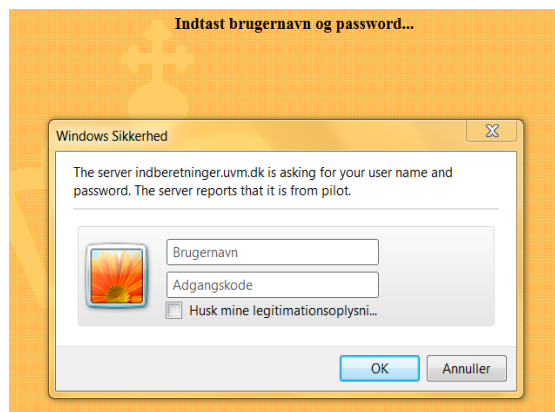 Indtast brugernavn og password...
Windows Sikkerhed
The server indberetninger.uvm.dk is asking for your user name and
password. The server reports that it is from pilot.
Brugernavn
Adgangskode
Husk mine legitimationsoplysni...
OK Annuller